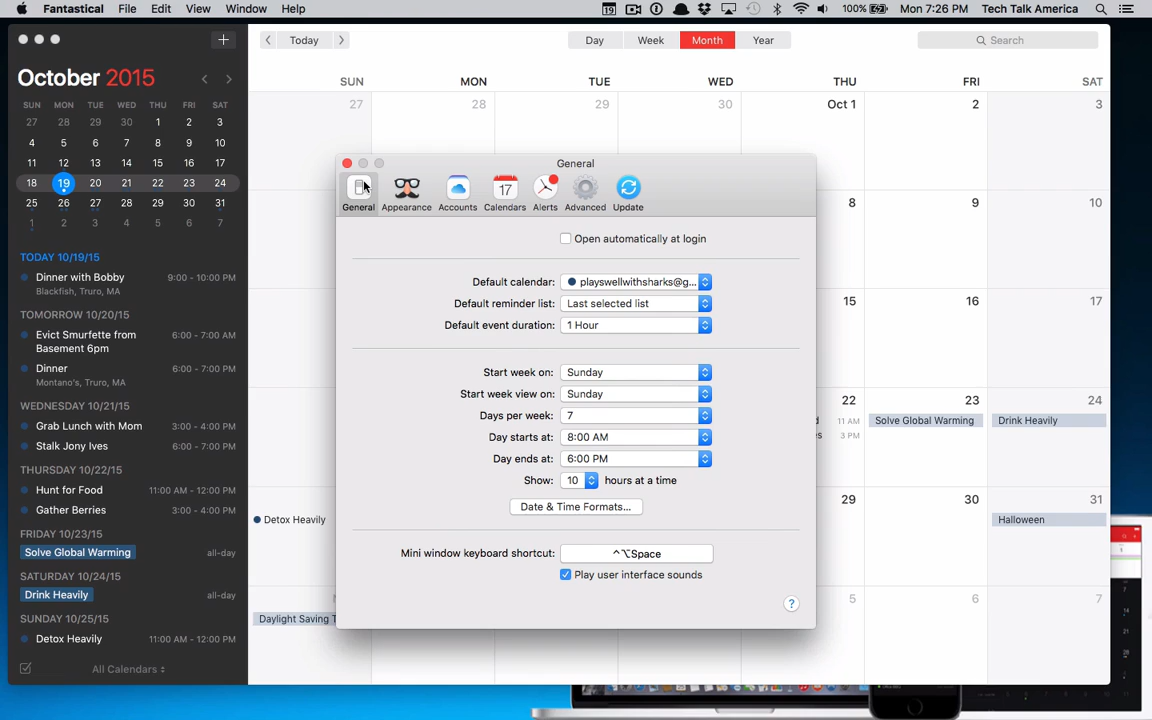 Fantastical File Edit View Window Help
19 100% Mon 7:26 PM Tech Talk America
Today
Day Week Month Year
Search
October 2015
SUN MON TUE WED THU FRI SAT
27 28 29 30 1 2 3
4 5 6 7 8 9 10
11 12 13 14 15 16 17
18 19 20 21 22 23 24
25 26 27 28 29 30 31
1 2 3 4 5 6 7
TODAY 10/19/15
Dinner with Bobby 9:00 - 10:00 PM
Blackfish, Truro, MA
TOMORROW 10/20/15
Evict Smurfette from 6:00 - 7:00 AM
Basement 6pm
Dinner 6:00 - 7:00 PM
Montano's, Truro, MA
WEDNESDAY 10/21/15
Grab Lunch with Mom 3:00 - 4:00 PM
Stalk Jony Ives 6:00 - 7:00 PM
THURSDAY 10/22/15
Hunt for Food 11:00 AM - 12:00 PM
Gather Berries 3:00 - 4:00 PM
FRIDAY 10/23/15
Solve Global Warming all-day
SATURDAY 10/24/15
Drink Heavily all-day
SUNDAY 10/25/15
Detox Heavily 11:00 AM - 12:00 PM
All Calendars
SUN MON TUE WED THU FRI SAT
27 28 29 30 Oct 1 2 3
8 9 10
15 16 17
22 23 24
11 AM Solve Global Warming Drink Heavily
s 3 PM
29 30 31
Detox Heavily Halloween
5 6 7
Daylight Saving T
General
General Appearance Accounts 17 Calendars Alerts Advanced Update
Open automatically at login
Default calendar: playswellwithsharks@g...
Default reminder list: Last selected list
Default event duration: 1 Hour
Start week on: Sunday
Start week view on: Sunday
Days per week: 7
Day starts at: 8:00 AM
Day ends at: 6:00 PM
Show: 10 hours at a time
Date & Time Formats...
Mini window keyboard shortcut: ^⌥Space
Play user interface sounds
?